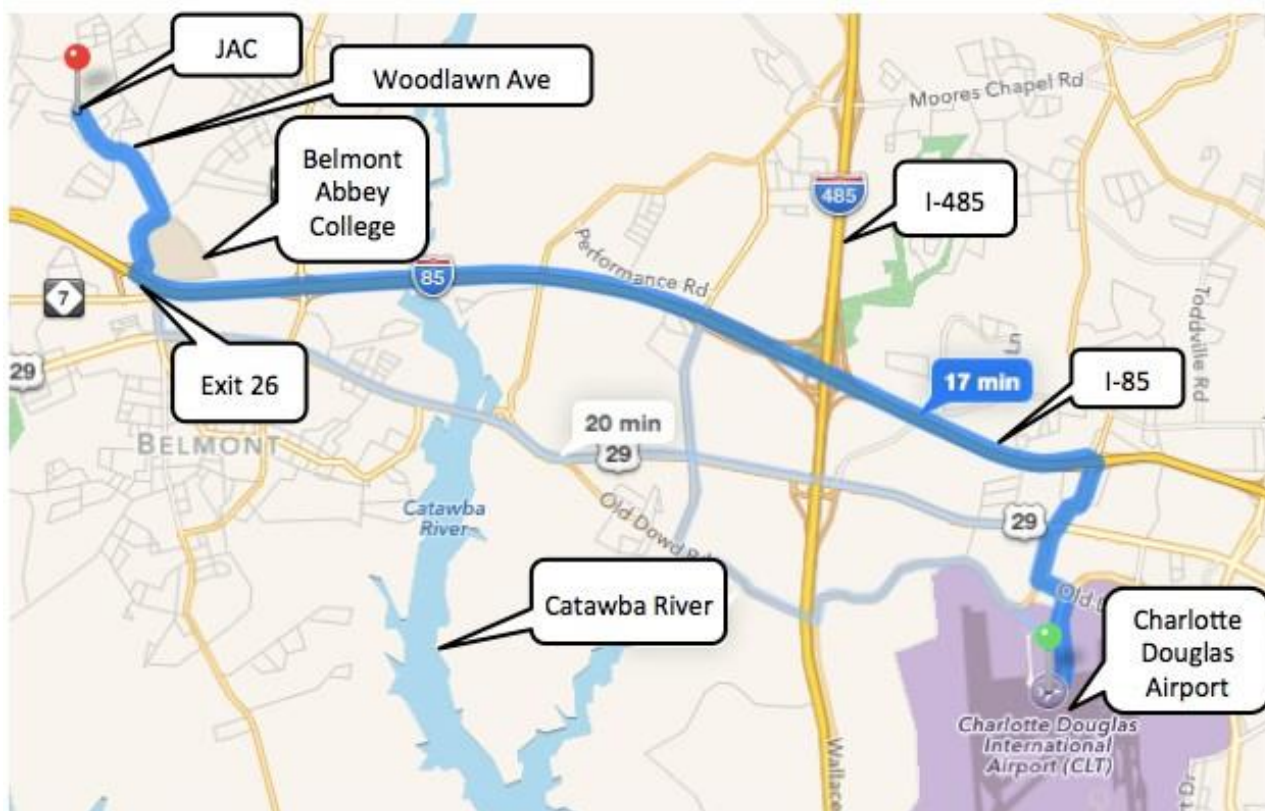 JAC
Woodlawn Ave
Belmont
Abbey
College
Moores Chapel Rd
485
I-485
85
Performance Rd
7
29
Exit 26
17 min
Ln
I-85
Toddville Rd
20 min
29
BELMONT
Catawba
River
Old Dowd
29
Catawba River
Old
Charlotte
Douglas
Airport
Charlotte Douglas
International
Airport (CLT)
Wallace